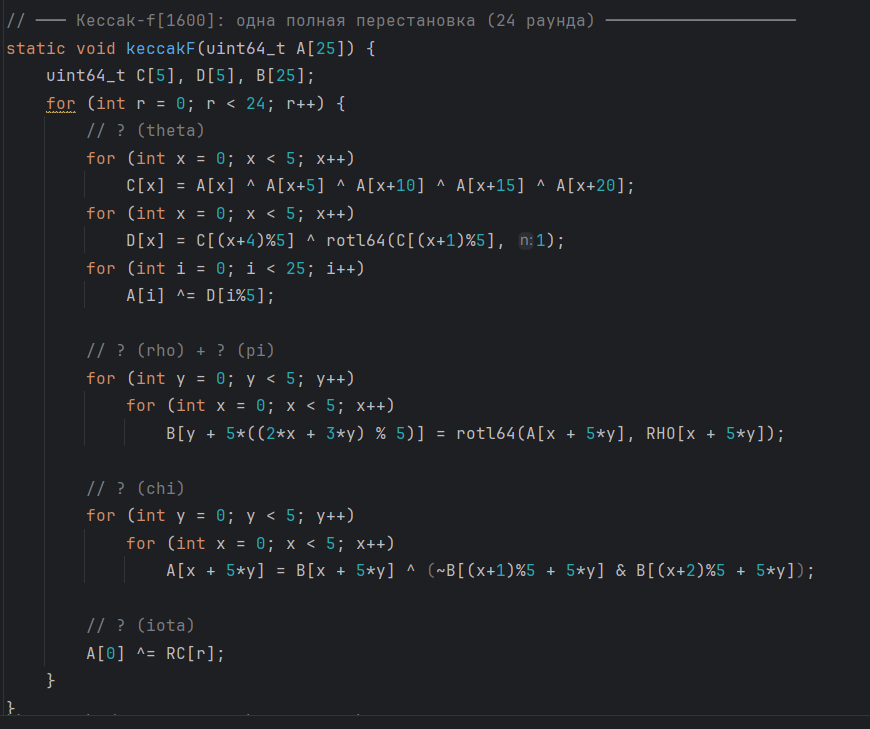 // —— Keccak-f[1600]: одна полная перестановка (24 раунда) ——————————
static void keccakF(uint64_t A[25]) {
    uint64_t C[5], D[5], B[25];
    for (int r = 0; r < 24; r++) {
        // ? (theta)
        for (int x = 0; x < 5; x++)
            C[x] = A[x] ^ A[x+5] ^ A[x+10] ^ A[x+15] ^ A[x+20];
        for (int x = 0; x < 5; x++)
            D[x] = C[(x+4)%5] ^ rotl64(C[(x+1)%5], n: 1);
        for (int i = 0; i < 25; i++)
            A[i] ^= D[i%5];
        // ? (rho) + ? (pi)
        for (int y = 0; y < 5; y++)
            for (int x = 0; x < 5; x++)
                B[y + 5*((2*x + 3*y) % 5)] = rotl64(A[x + 5*y], RHO[x + 5*y]);
        // ? (chi)
        for (int y = 0; y < 5; y++)
            for (int x = 0; x < 5; x++)
                A[x + 5*y] = B[x + 5*y] ^ (~B[(x+1)%5 + 5*y] & B[(x+2)%5 + 5*y]);
        // ? (iota)
        A[0] ^= RC[r];
    }
}